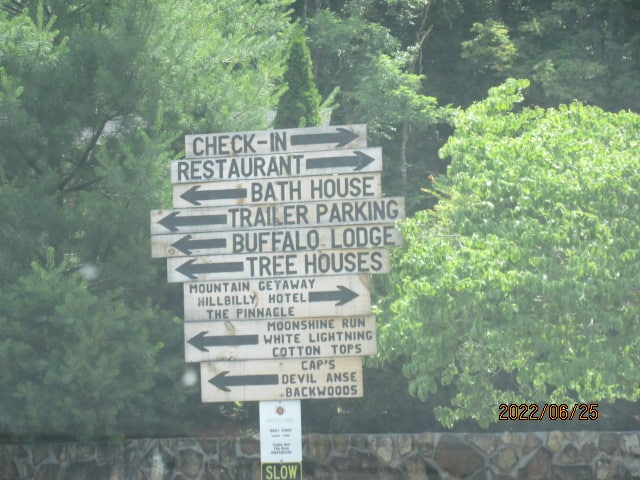 CHECK-IN
RESTAURANT
BATH HOUSE
TRAILER PARKING
BUFFALO LODGE
TREE HOUSES
MOUNTAIN GETAWAY
HILLBILLY HOTEL
THE PINNACLE
MOONSHINE RUN
WHITE LIGHTNING
COTTON TOPS
CAP'S
DEVIL ANSE
BACKWOODS
SLOW
2022/06/25